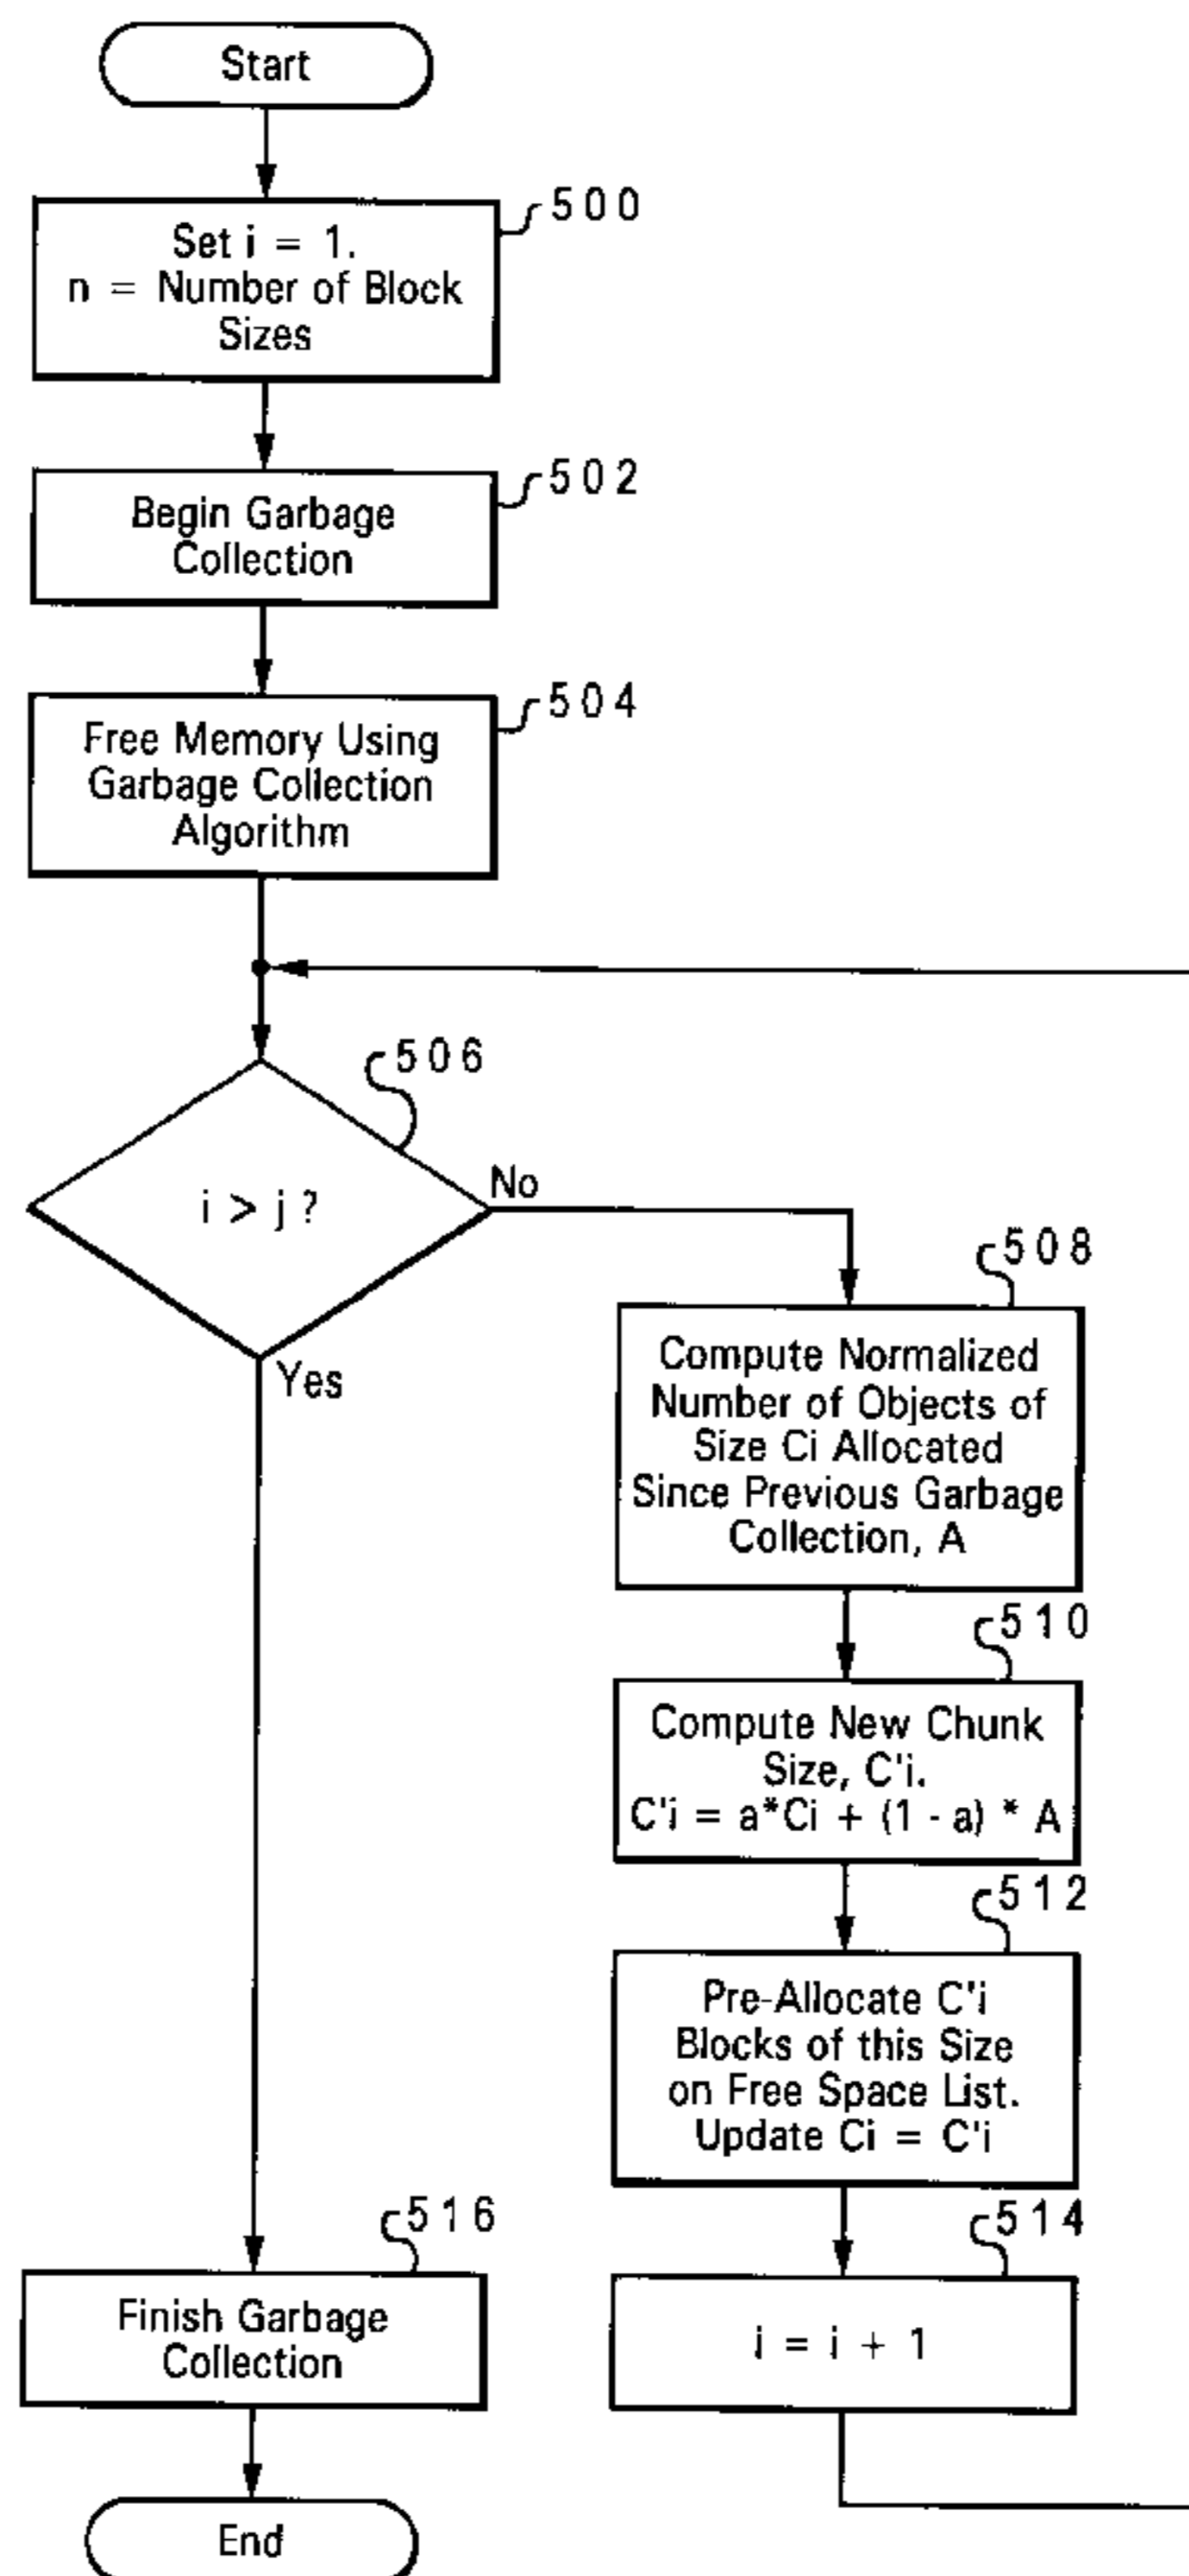 Start
500
Set i = 1.
n = Number of Block
Sizes
502
Begin Garbage
Collection
504
Free Memory Using
Garbage Collection
Algorithm
506
i > j ?
No
Yes
508
Compute Normalized
Number of Objects of
Size Ci Allocated
Since Previous Garbage
Collection, A
510
Compute New Chunk
Size, C'i.
C'i = a*Ci + (1 - a) * A
512
Pre-Allocate C'i
Blocks of this Size
on Free Space List.
Update Ci = C'i
514
i = i + 1
516
Finish Garbage
Collection
End